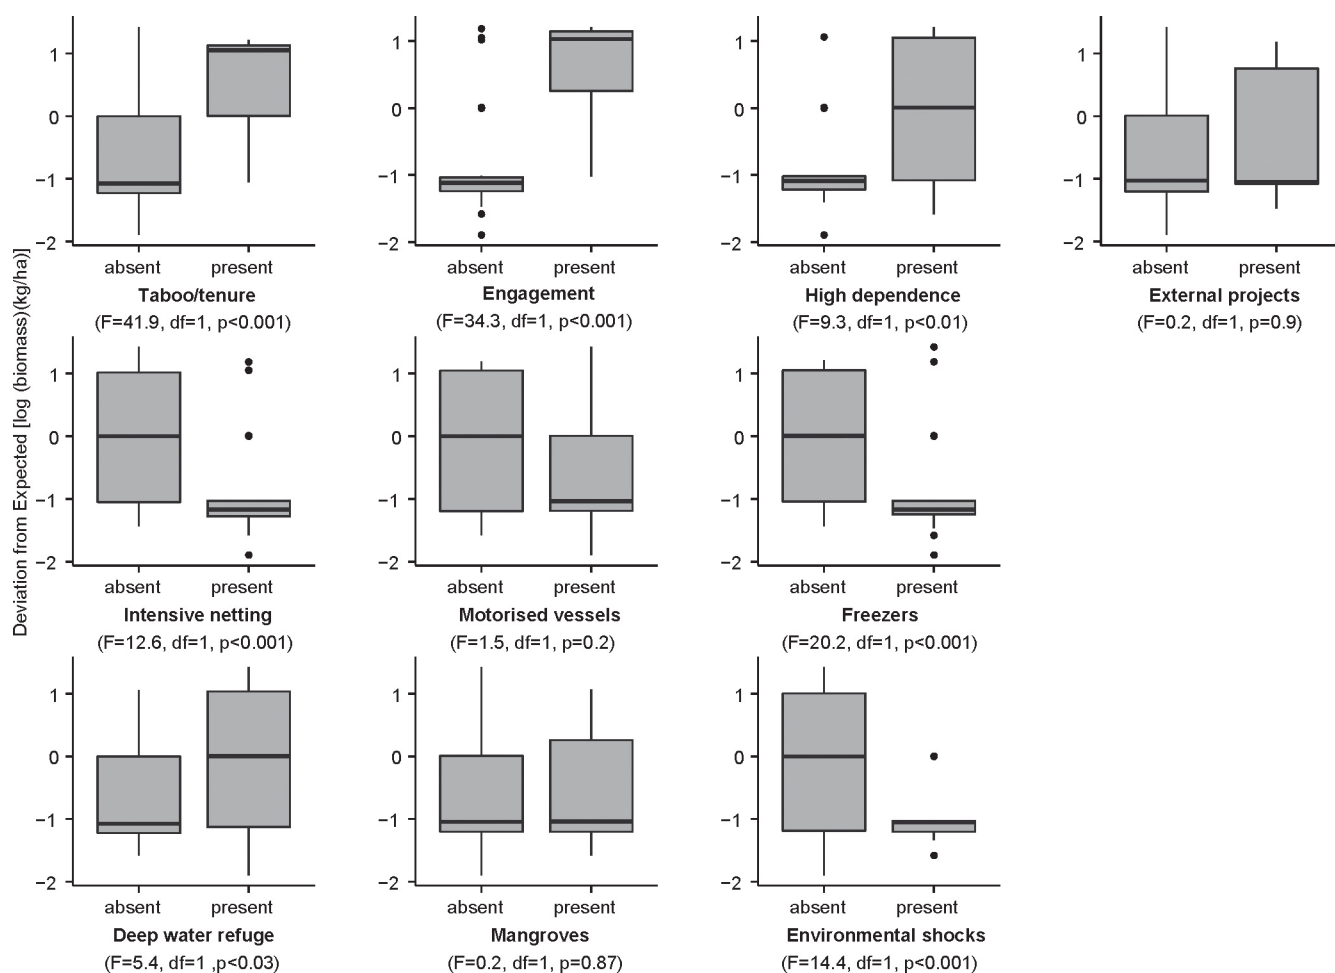 Deviation from Expected [log (biomass)(kg/ha)]
1
0
−1
−2
absent present
Taboo/tenure
(F=41.9, df=1, p<0.001)
1
0
−1
−2
absent present
Engagement
(F=34.3, df=1, p<0.001)
1
0
−1
−2
absent present
High dependence
(F=9.3, df=1, p<0.01)
1
0
−1
−2
absent present
External projects
(F=0.2, df=1, p=0.9)
1
0
−1
−2
absent present
Intensive netting
(F=12.6, df=1, p<0.001)
1
0
−1
−2
absent present
Motorised vessels
(F=1.5, df=1, p=0.2)
1
0
−1
−2
absent present
Freezers
(F=20.2, df=1, p<0.001)
1
0
−1
−2
absent present
Deep water refuge
(F=5.4, df=1 ,p<0.03)
1
0
−1
−2
absent present
Mangroves
(F=0.2, df=1, p=0.87)
1
0
−1
−2
absent present
Environmental shocks
(F=14.4, df=1, p<0.001)